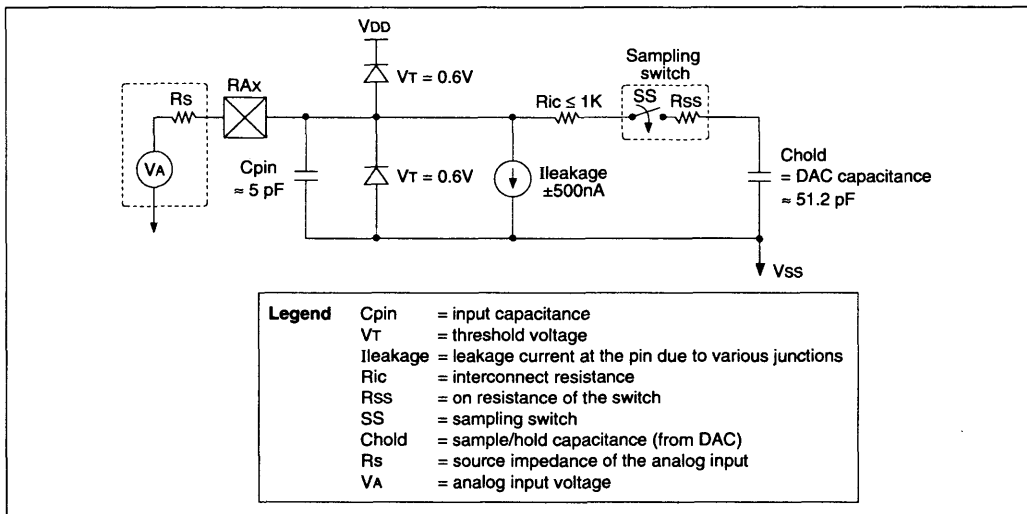 VDD
Sampling
switch
VT = 0.6V
RAx
Rs
Ric ≤ 1K
SS
Rss
VA
Cpin
≈ 5 pF
VT = 0.6V
Ileakage
±500nA
Chold
= DAC capacitance
≈ 51.2 pF
Vss
Legend Cpin = input capacitance
VT = threshold voltage
Ileakage = leakage current at the pin due to various junctions
Ric = interconnect resistance
Rss = on resistance of the switch
SS = sampling switch
Chold = sample/hold capacitance (from DAC)
Rs = source impedance of the analog input
VA = analog input voltage